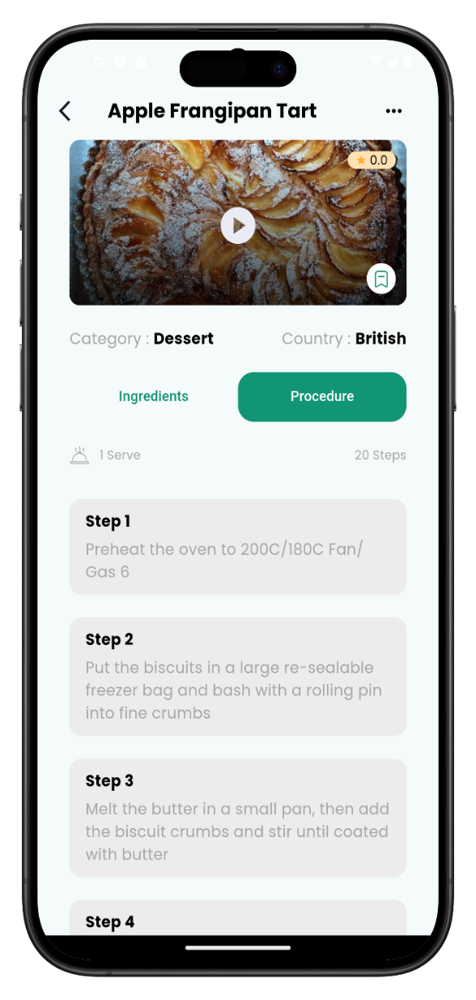 Apple Frangipan Tart
0.0
Category : Dessert
Country : British
Ingredients
Procedure
1 Serve
20 Steps
Step 1
Preheat the oven to 200C/180C Fan/
Gas 6
Step 2
Put the biscuits in a large re-sealable
freezer bag and bash with a rolling pin
into fine crumbs
Step 3
Melt the butter in a small pan, then add
the biscuit crumbs and stir until coated
with butter
Step 4